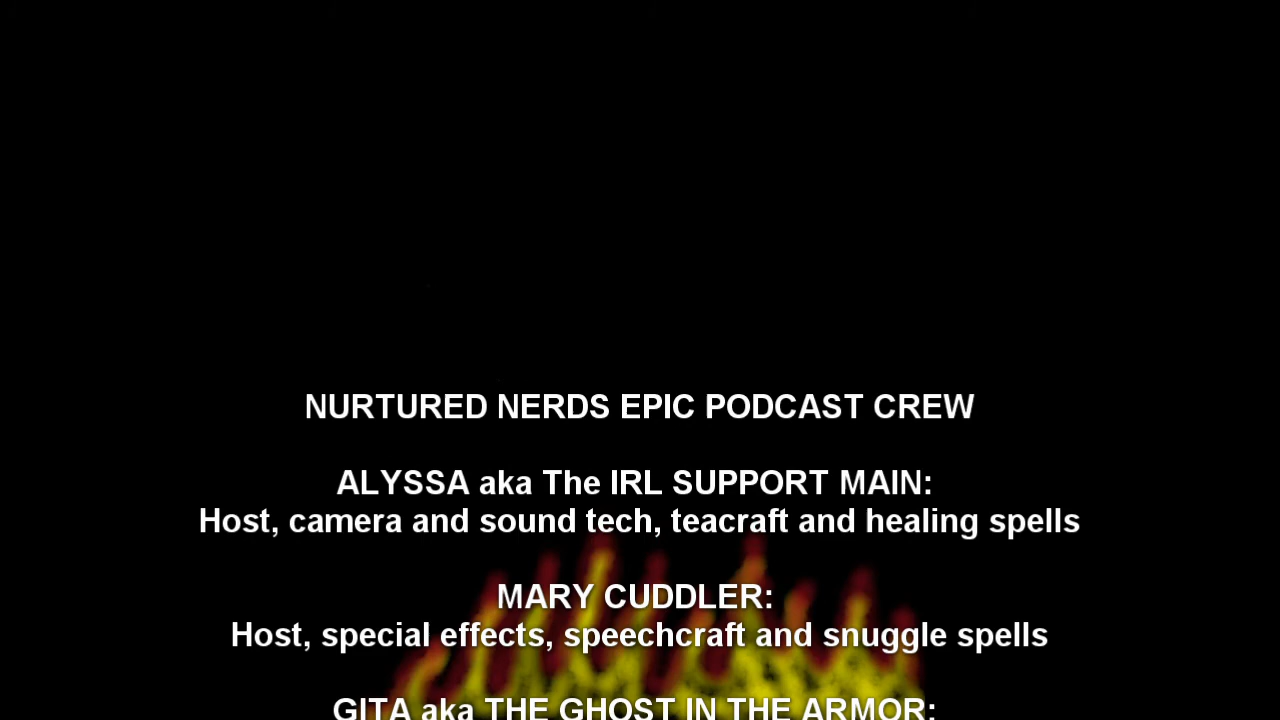 NURTURED NERDS EPIC PODCAST CREW
ALYSSA aka The IRL SUPPORT MAIN:
Host, camera and sound tech, teacraft and healing spells
MARY CUDDLER:
Host, special effects, speechcraft and snuggle spells
GITA aka THE GHOST IN THE ARMOR: